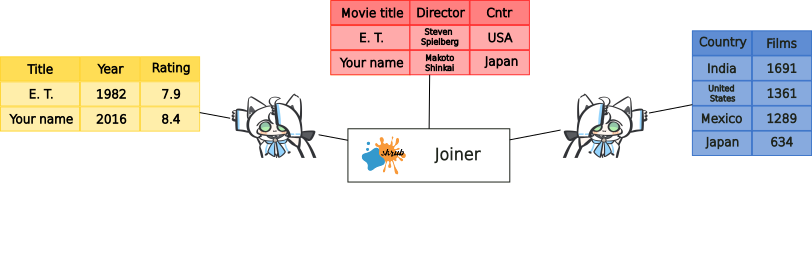 Movie title Director Cntr
E. T. Steven Spielberg USA
Your name Makoto Shinkai Japan
Title Year Rating
E. T. 1982 7.9
Your name 2016 8.4
Country Films
India 1691
United States 1361
Mexico 1289
Japan 634
shrub
Joiner